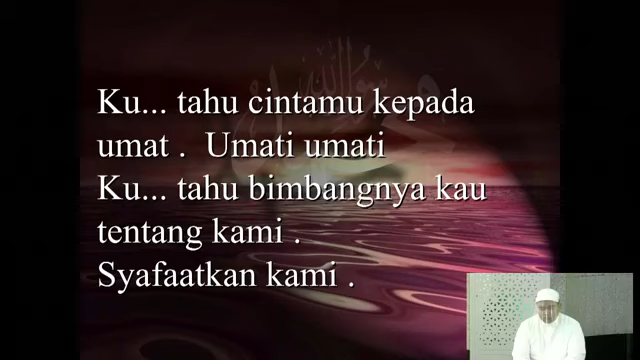 Ku... tahu cintamu kepada
umat .  Umati umati
Ku... tahu bimbangnya kau
tentang kami .
Syafaatkan kami .